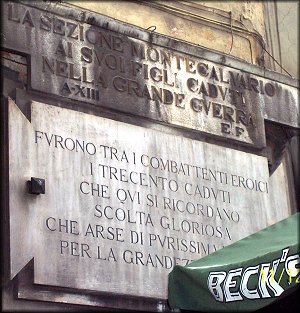 LA SEZIONE MONTECALVARIO
AI SVOI FIGLI CADVTI
NELLA GRANDE GVERRA
A·XIII
E.F.
FVRONO TRA I COMBATTENTI EROICI
I TRECENTO CADVTI
CHE QVI SI RICORDANO
SCOLTA GLORIOSA
CHE ARSE DI PVRISSIMA
PER LA GRANDEZ
BECK'S